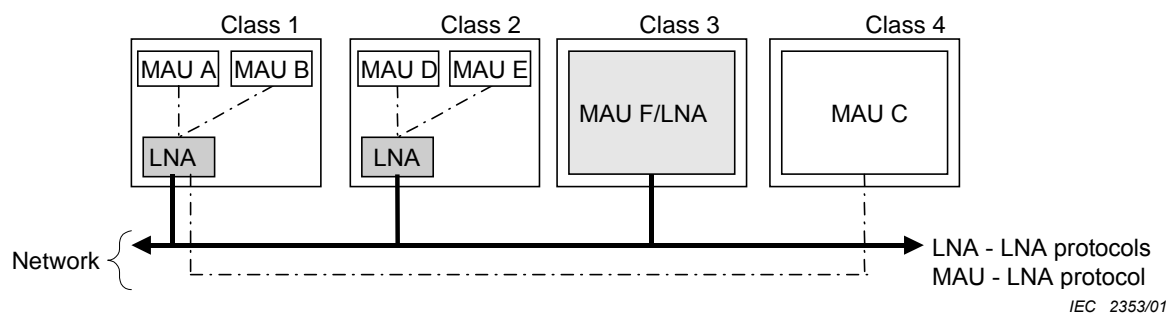 Class 1
Class 2
Class 3
Class 4
MAU A
MAU B
MAU D
MAU E
MAU F/LNA
MAU C
LNA
LNA
Network
LNA - LNA protocols
MAU - LNA protocol
IEC 2353/01